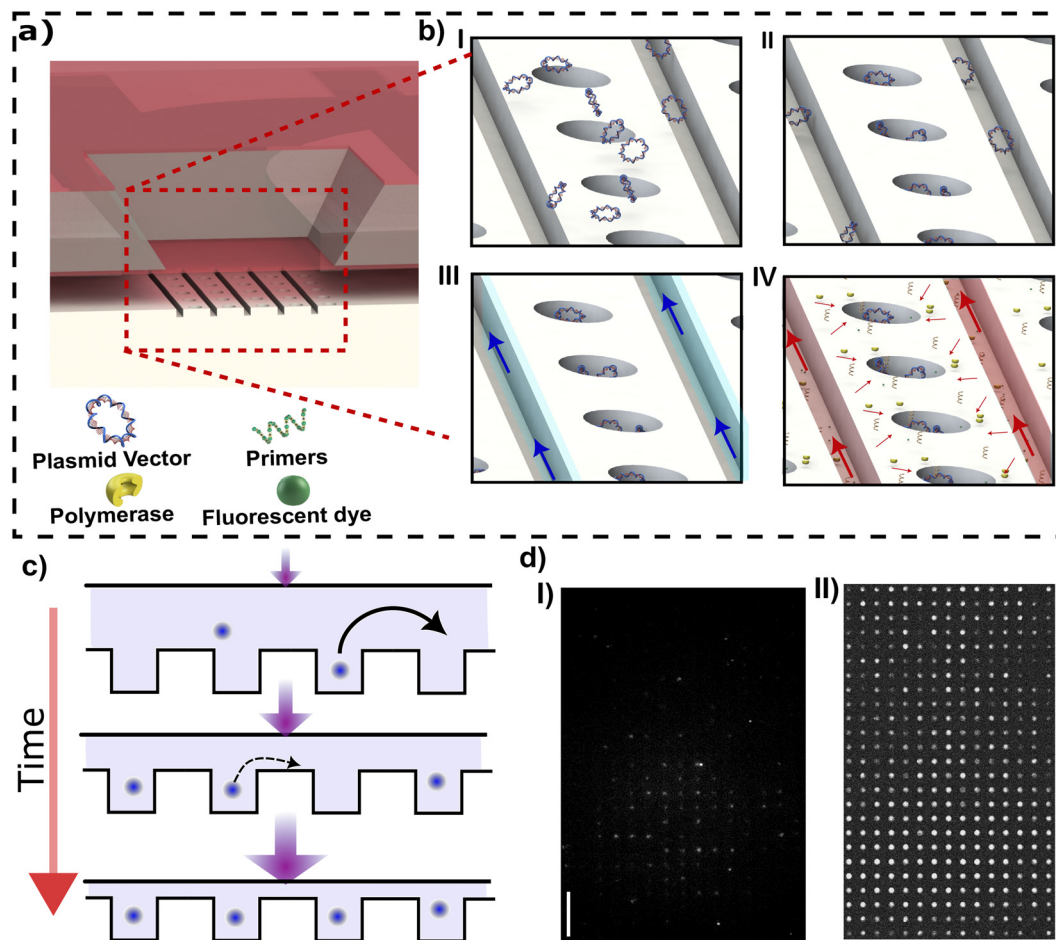 a)
b)
I
II
III
IV
Plasmid Vector
Primers
Polymerase
Fluorescent dye
c)
Time
d)
I)
II)